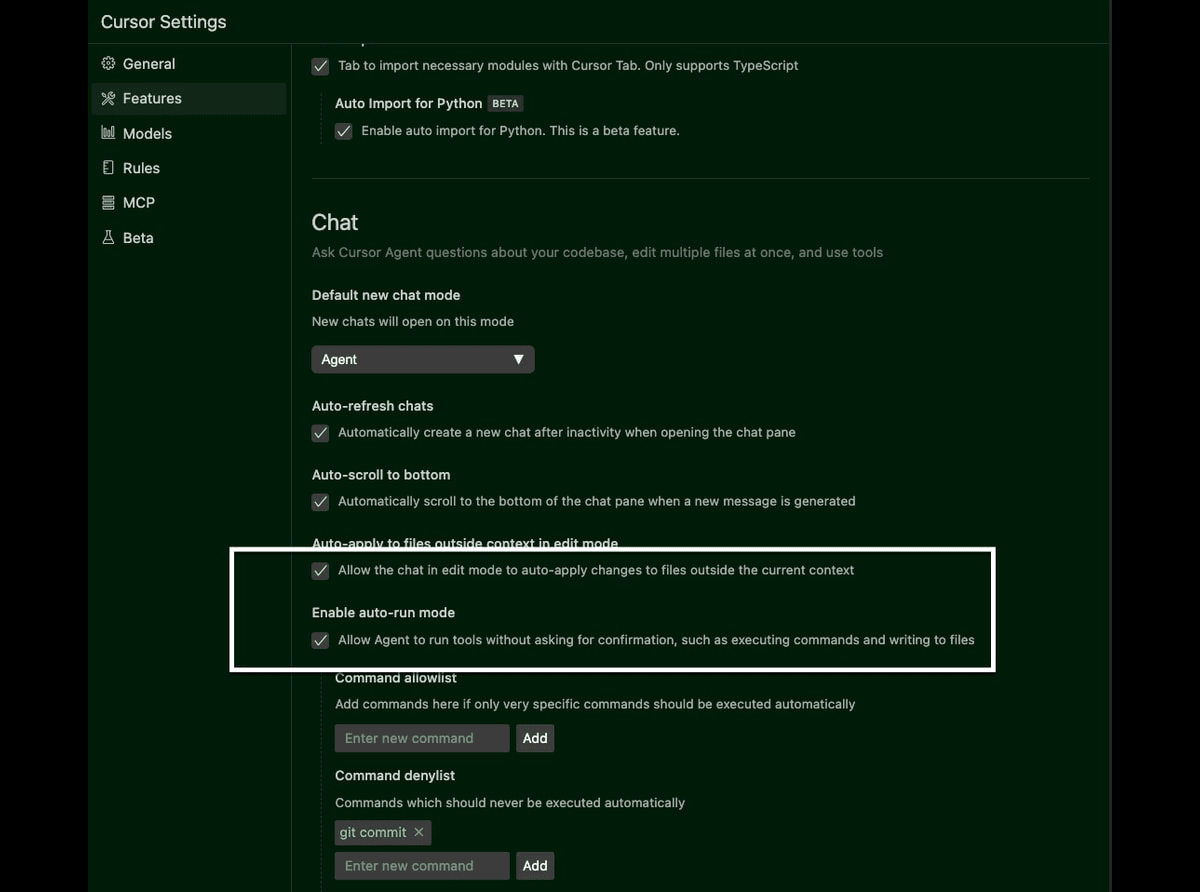 Cursor Settings
General
Features
Models
Rules
MCP
Beta
Tab to import necessary modules with Cursor Tab. Only supports TypeScript
Auto Import for Python BETA
Enable auto import for Python. This is a beta feature.
Chat
Ask Cursor Agent questions about your codebase, edit multiple files at once, and use tools
Default new chat mode
New chats will open on this mode
Agent
Auto-refresh chats
Automatically create a new chat after inactivity when opening the chat pane
Auto-scroll to bottom
Automatically scroll to the bottom of the chat pane when a new message is generated
Auto-apply to files outside context in edit mode
Allow the chat in edit mode to auto-apply changes to files outside the current context
Enable auto-run mode
Allow Agent to run tools without asking for confirmation, such as executing commands and writing to files
Command allowlist
Add commands here if only very specific commands should be executed automatically
Enter new command Add
Command denylist
Commands which should never be executed automatically
git commit ×
Enter new command Add